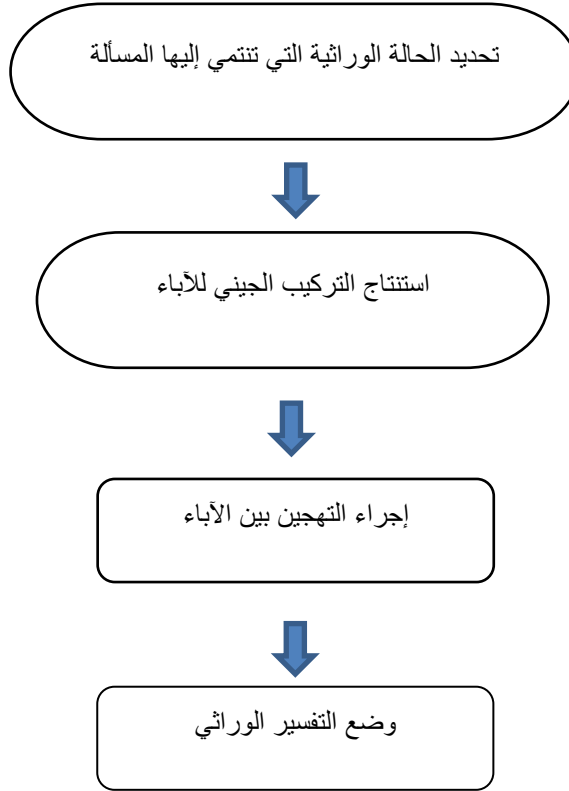 تحديد الحالة الوراثية التي تنتمي إليها المسألة
استنتاج التركيب الجيني للآباء
إجراء التهجين بين الآباء
وضع التفسير الوراثي